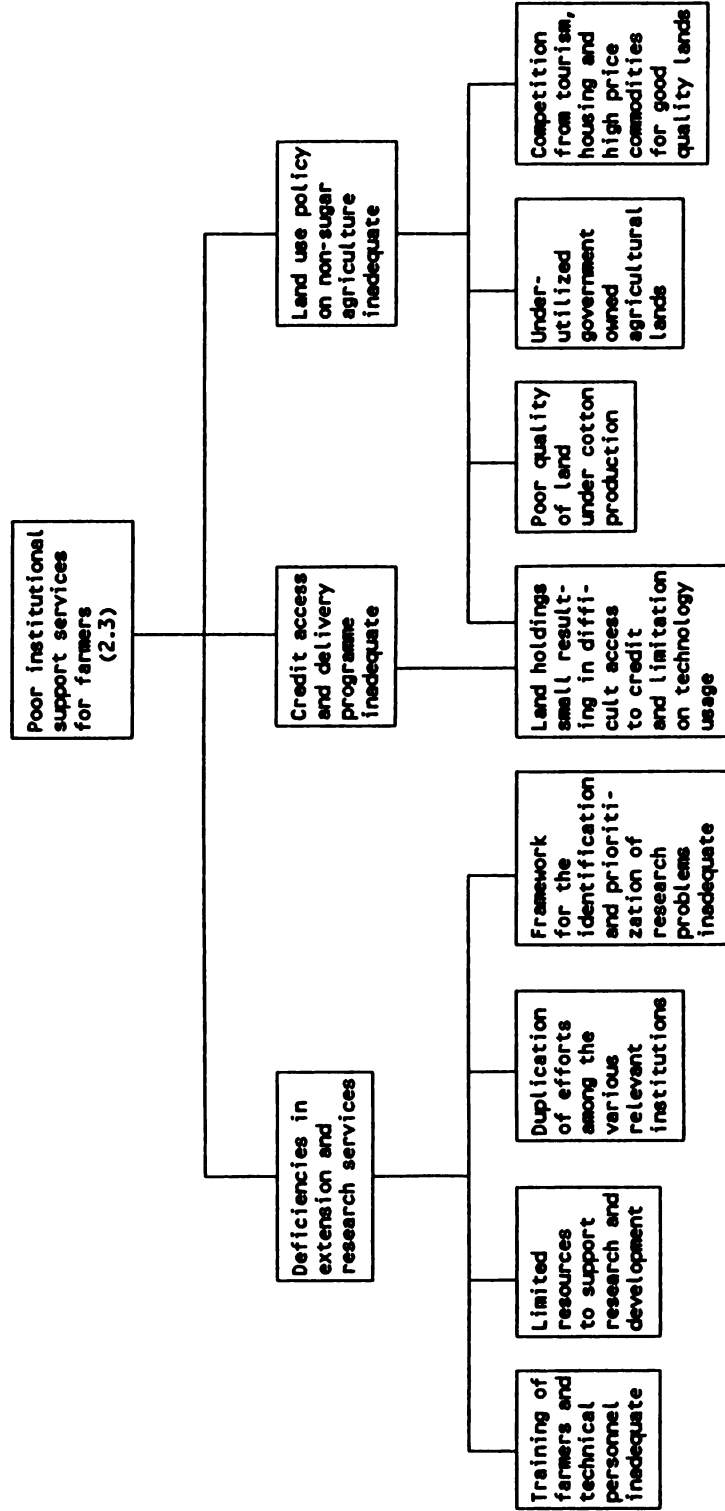 Poor institutional
support services
for farmers
(2.3)
Deficiencies in
extension and
research services
Credit access
and delivery
programme
inadequate
Land use policy
on non-sugar
agriculture
inadequate
Training of
farmers and
technical
personnel
inadequate
Limited
resources
to support
research and
development
Duplication
of efforts
among the
various
relevant
institutions
Framework
for the
identification
and prioriti-
zation of
research
problems
inadequate
Land holdings
small result-
ing in diffi-
cult access
to credit
and limitation
on technology
usage
Poor quality
of land
under cotton
production
Under-
utilized
government
owned
agricultural
lands
Competition
from tourism,
housing and
high price
commodities
for good
quality lands